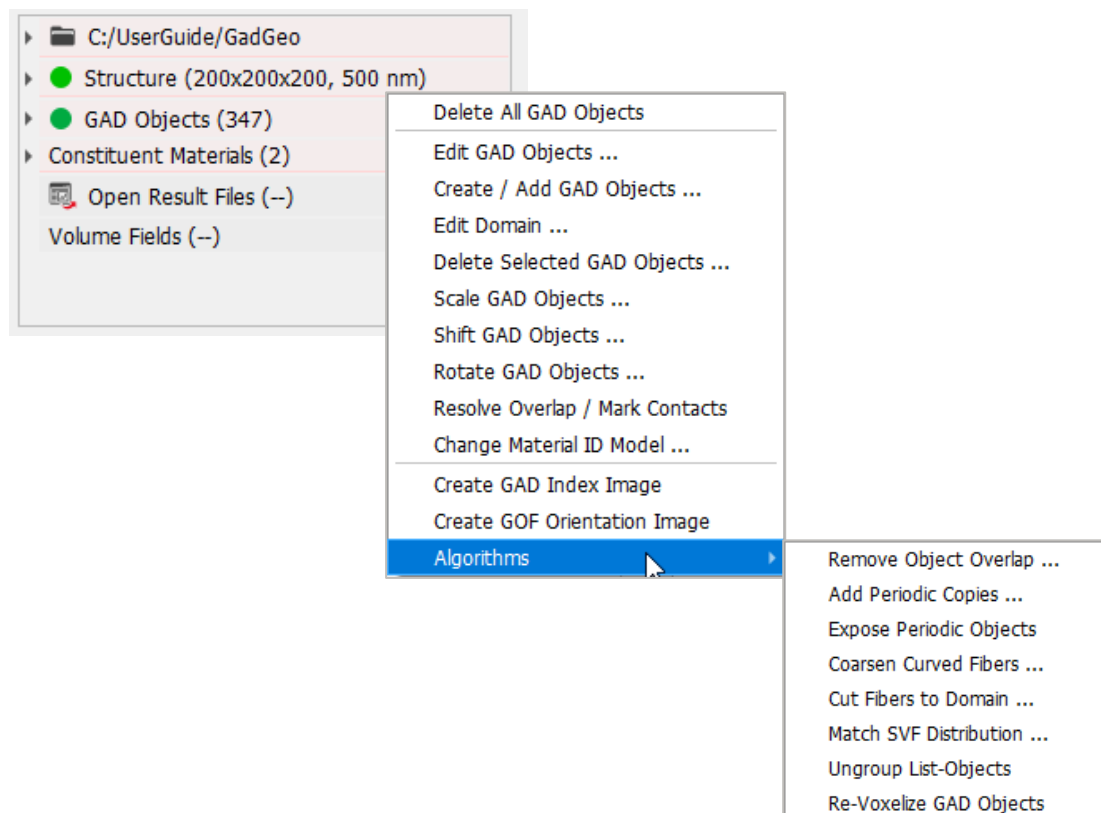 C:/UserGuide/GadGeo
Structure (200x200x200, 500 nm)
GAD Objects (347)
Constituent Materials (2)
Open Result Files (--)
Volume Fields (--)
Delete All GAD Objects
Edit GAD Objects ...
Create / Add GAD Objects ...
Edit Domain ...
Delete Selected GAD Objects ...
Scale GAD Objects ...
Shift GAD Objects ...
Rotate GAD Objects ...
Resolve Overlap / Mark Contacts
Change Material ID Model ...
Create GAD Index Image
Create GOF Orientation Image
Algorithms
Remove Object Overlap ...
Add Periodic Copies ...
Expose Periodic Objects
Coarsen Curved Fibers ...
Cut Fibers to Domain ...
Match SVF Distribution ...
Ungroup List-Objects
Re-Voxelize GAD Objects